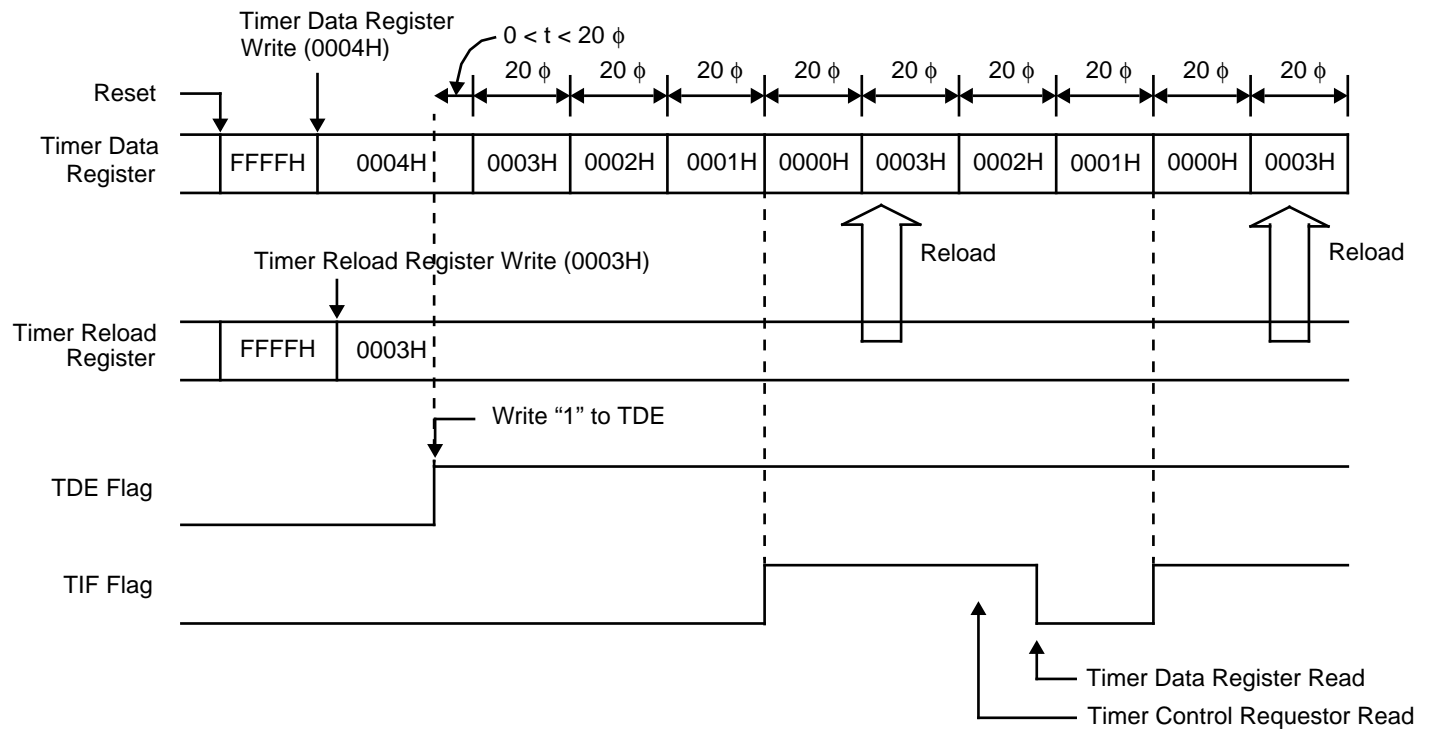 Timer Data Register
Write (0004H)
0 < t < 20 ϕ
20 ϕ 20 ϕ 20 ϕ 20 ϕ 20 ϕ 20 ϕ 20 ϕ 20 ϕ 20 ϕ
Reset
Timer Data
Register
FFFFH 0004H 0003H 0002H 0001H 0000H 0003H 0002H 0001H 0000H 0003H
Reload
Reload
Timer Reload Register Write (0003H)
Timer Reload
Register
FFFFH 0003H
Write “1” to TDE
TDE Flag
TIF Flag
Timer Data Register Read
Timer Control Requestor Read